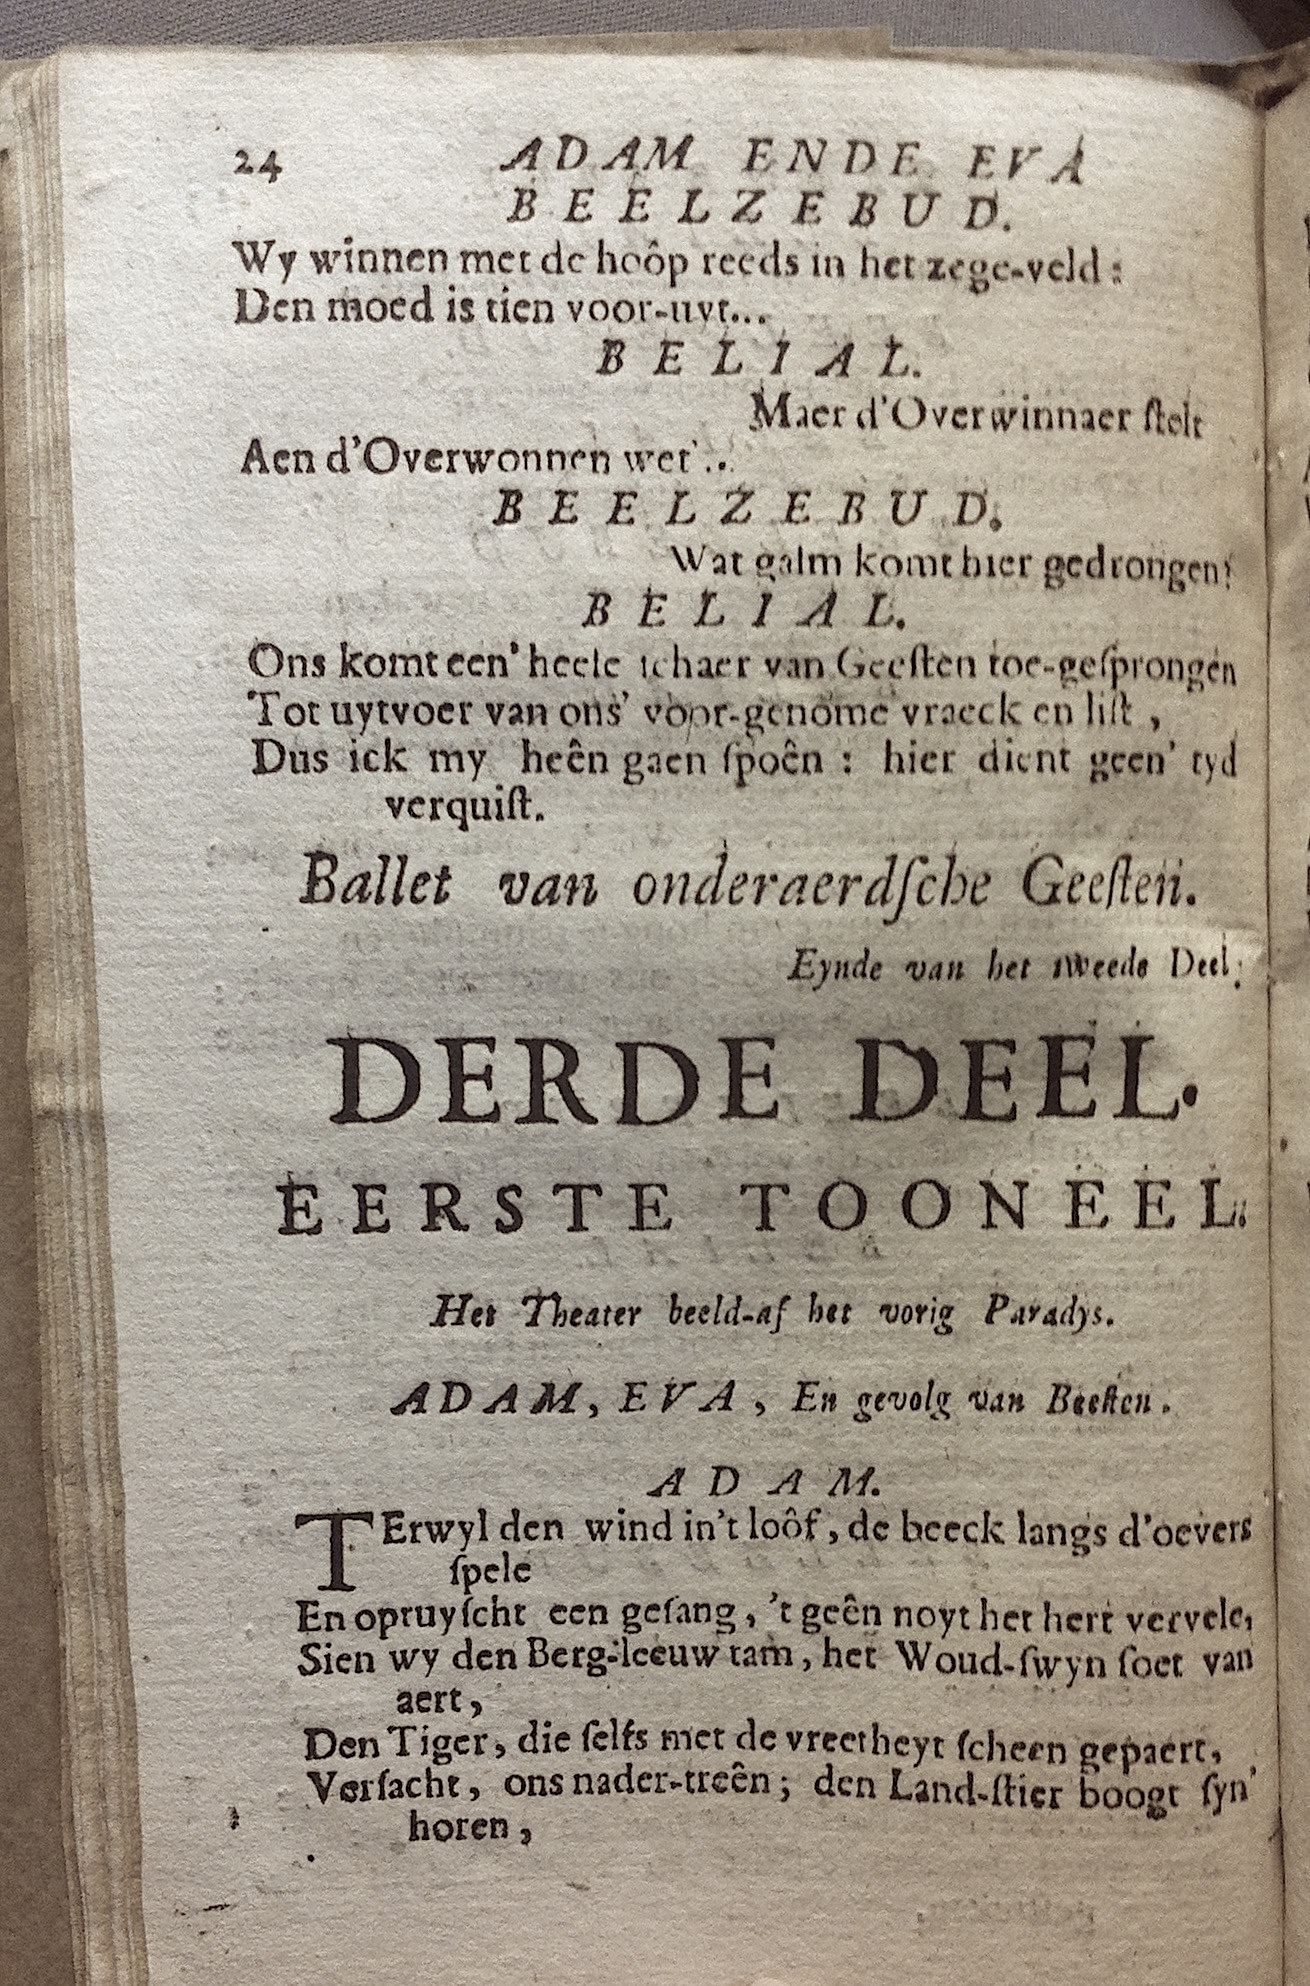 24 ADAM ENDE EVA
BEELZEBUD.
Wy winnen met de hoôp reeds in het zege-veld :
Den moed is tien voor-uyt...
BELIAL.
Maer d'Overwinnaer ſtelt
Aen d'Overwonnen wet'..
BEELZEBUD.
Wat galm komt hier gedrongen?
BELIAL.
Ons komt een' heele ſchaer van Geeſten toe-geſprongen
Tot uytvoer van ons' voor-genome vraeck en liſt ,
Dus ick my heên gaen ſpoên : hier dient geen' tyd
verquiſt.
Ballet van onderaerdſche Geeſten.
Eynde van het tweede Deel.
DERDE DEEL.
EERSTE TOONEEL.
Het Theater beeld-af het vorig Paradys.
ADAM, EVA, En gevolg van Beeſten.
ADAM.
TErwyl den wind in't loôf, de beeck langs d'oevers
ſpele
En opruyſcht een geſang, 't geên noyt het hert vervele,
Sien wy den Berg-leeuw tam, het Woud-ſwyn ſoet van
aert,
Den Tiger, die ſelfs met de vreetheyt ſcheen gepaert,
Verſacht, ons nader-treên; den Land-ſtier boogt ſyn'
horen,